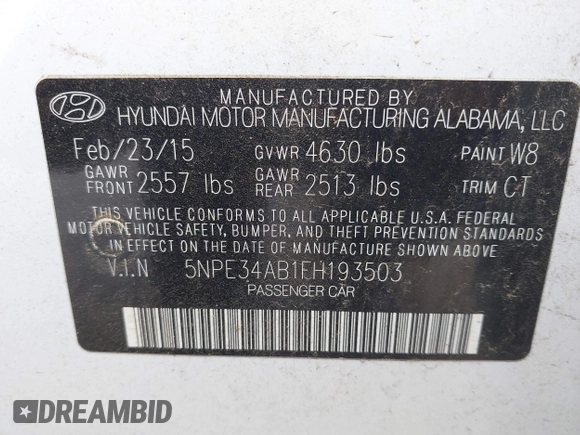 MANUFACTURED BY
HYUNDAI MOTOR MANUFACTURING ALABAMA, LLC
Feb/23/15 GVWR 4630 lbs PAINT W8
GAWR FRONT 2557 lbs GAWR REAR 2513 lbs TRIM CT
THIS VEHICLE CONFORMS TO ALL APPLICABLE U.S.A. FEDERAL
MOTOR VEHICLE SAFETY, BUMPER, AND THEFT PREVENTION STANDARDS
IN EFFECT ON THE DATE OF MANUFACTURE SHOWN ABOVE.
V.I.N 5NPE34AB1FH193503
PASSENGER CAR
DREAMBID